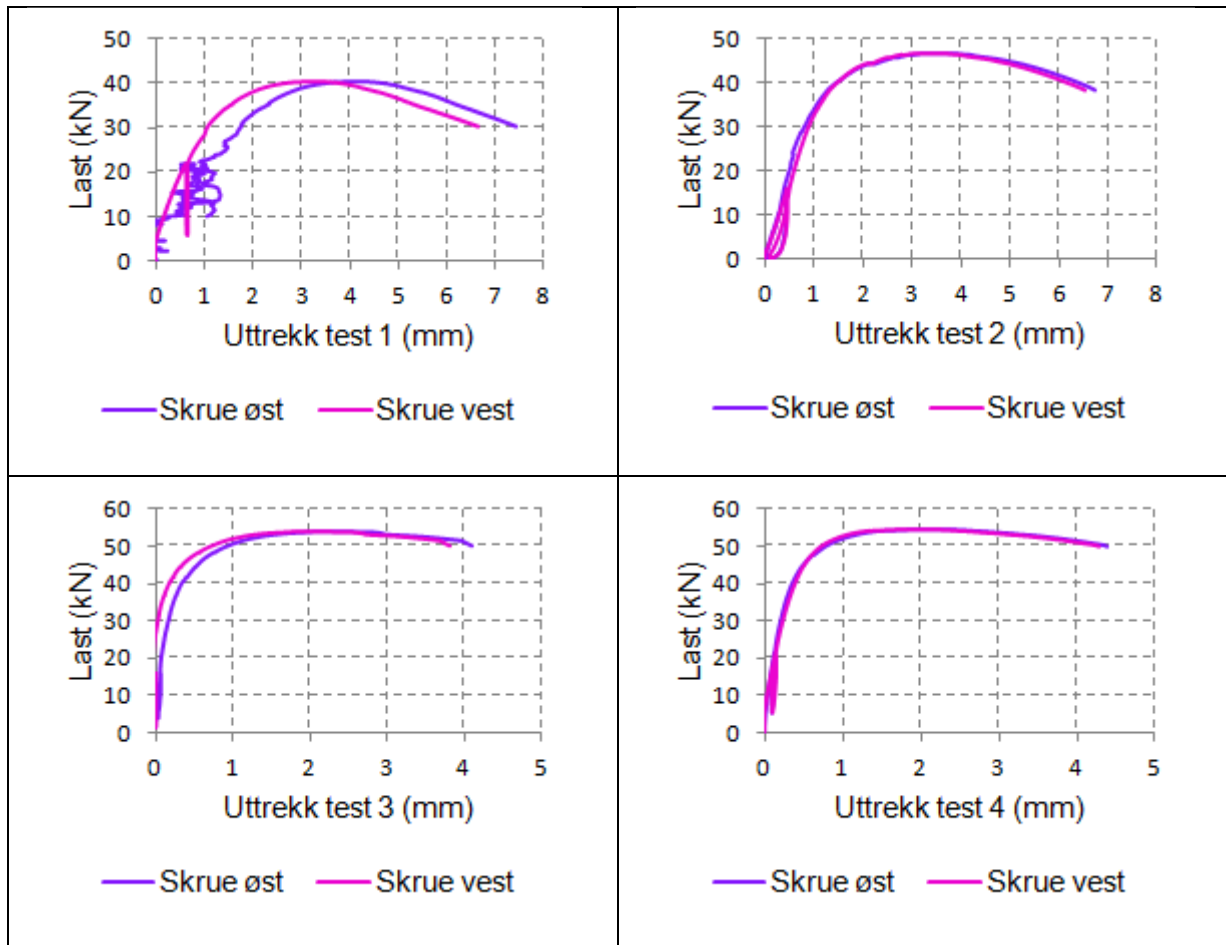 50
40
30
20
10
0
Last (kN)
0 1 2 3 4 5 6 7 8
Uttrekk test 1 (mm)
Skrue øst Skrue vest
50
40
30
20
10
0
Last (kN)
0 1 2 3 4 5 6 7 8
Uttrekk test 2 (mm)
Skrue øst Skrue vest
60
50
40
30
20
10
0
Last (kN)
0 1 2 3 4 5
Uttrekk test 3 (mm)
Skrue øst Skrue vest
60
50
40
30
20
10
0
Last (kN)
0 1 2 3 4 5
Uttrekk test 4 (mm)
Skrue øst Skrue vest